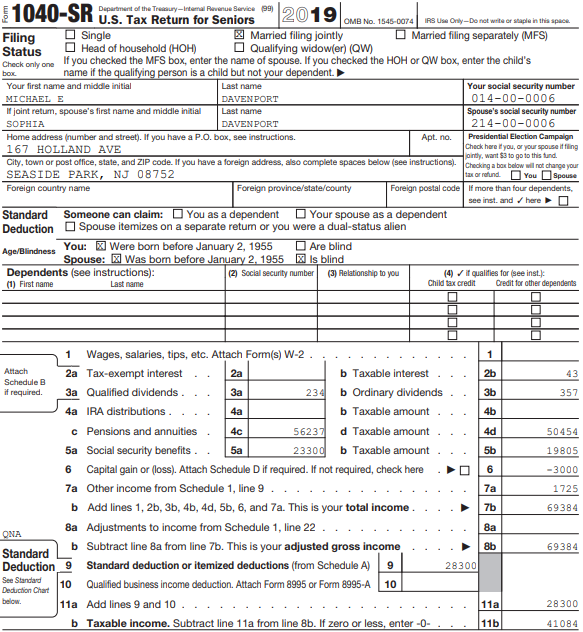 Form 1040-SR Department of the Treasury—Internal Revenue Service (99) U.S. Tax Return for Seniors 2019 OMB No. 1545-0074 IRS Use Only—Do not write or staple in this space.
Filing Status Check only one box.
Single ☒ Married filing jointly Married filing separately (MFS)
Head of household (HOH) Qualifying widow(er) (QW)
If you checked the MFS box, enter the name of spouse. If you checked the HOH or QW box, enter the child's
name if the qualifying person is a child but not your dependent. ▶
Your first name and middle initial Last name Your social security number
MICHAEL E DAVENPORT 014-00-0006
If joint return, spouse's first name and middle initial Last name Spouse's social security number
SOPHIA DAVENPORT 214-00-0006
Home address (number and street). If you have a P.O. box, see instructions. Apt. no.
167 HOLLAND AVE
Presidential Election Campaign
Check here if you, or your spouse if filing
jointly, want $3 to go to this fund.
Checking a box below will not change your
tax or refund. You Spouse
City, town or post office, state, and ZIP code. If you have a foreign address, also complete spaces below (see instructions).
SEASIDE PARK, NJ 08752
Foreign country name Foreign province/state/county Foreign postal code
If more than four dependents,
see inst. and ✓ here ▶
Standard Deduction
Someone can claim: You as a dependent Your spouse as a dependent
Spouse itemizes on a separate return or you were a dual-status alien
Age/Blindness
You: ☒ Were born before January 2, 1955 Are blind
Spouse: ☒ Was born before January 2, 1955 ☒ Is blind
Dependents (see instructions): (2) Social security number (3) Relationship to you (4) ✓ if qualifies for (see inst.):
(1) First name Last name Child tax credit Credit for other dependents
Attach Schedule B if required.
1 Wages, salaries, tips, etc. Attach Form(s) W-2 . . . . . . . . . . . . 1
2a Tax-exempt interest . . 2a b Taxable interest . . . 2b 43
3a Qualified dividends . . . 3a 234 b Ordinary dividends . . 3b 357
4a IRA distributions . . . 4a b Taxable amount . . . 4b
c Pensions and annuities . . 4c 56237 d Taxable amount . . . 4d 50454
5a Social security benefits . . 5a 23300 b Taxable amount . . . 5b 19805
6 Capital gain or (loss). Attach Schedule D if required. If not required, check here . ▶ 6 -3000
7a Other income from Schedule 1, line 9 . . . . . . . . . . . . 7a 1725
b Add lines 1, 2b, 3b, 4b, 4d, 5b, 6, and 7a. This is your total income . . . . ▶ 7b 69384
8a Adjustments to income from Schedule 1, line 22 . . . . . . . . . 8a
b Subtract line 8a from line 7b. This is your adjusted gross income . . . . ▶ 8b 69384
QNA
Standard Deduction
See Standard Deduction Chart below.
9 Standard deduction or itemized deductions (from Schedule A) 9 28300
10 Qualified business income deduction. Attach Form 8995 or Form 8995-A 10
11a Add lines 9 and 10 . . . . . . . . . . . . . . . . . 11a 28300
b Taxable income. Subtract line 11a from line 8b. If zero or less, enter -0- . . . 11b 41084